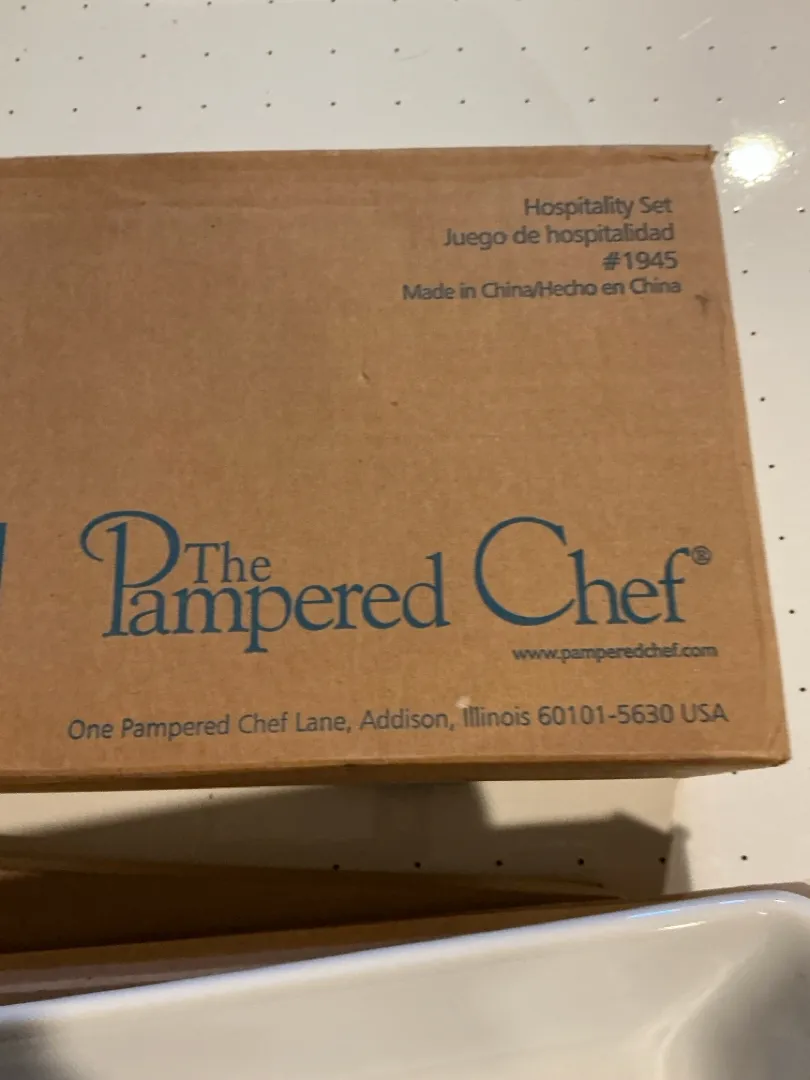 Hospitality Set
Juego de hospitalidad
#1945
Made in China/Hecho en China
The
Pampered Chef®
www.pamperedchef.com
One Pampered Chef Lane, Addison, Illinois 60101-5630 USA